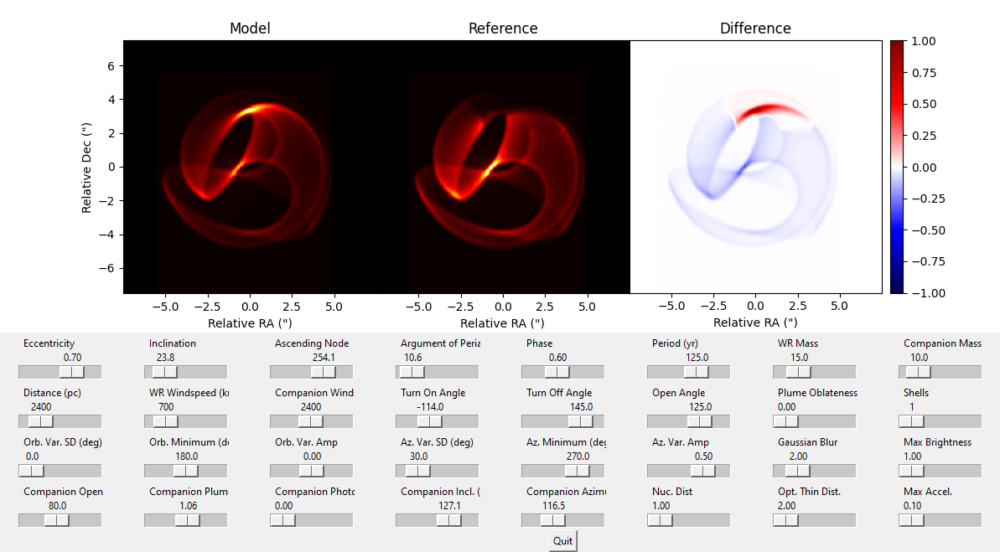 Model Reference Difference
6
4
2
0
−2
−4
−6
Relative Dec (")
1.00
0.75
0.50
0.25
0.00
−0.25
−0.50
−0.75
−1.00
−5.0 −2.5 0.0 2.5 5.0 −5.0 −2.5 0.0 2.5 5.0 −5.0 −2.5 0.0 2.5 5.0
Relative RA (") Relative RA (") Relative RA (")
Eccentricity Inclination Ascending Node Argument of Peria Phase Period (yr) WR Mass Companion Mass
0.70 23.8 254.1 10.6 0.60 125.0 15.0 10.0
Distance (pc) WR Windspeed (kı Companion Wind: Turn On Angle Turn Off Angle Open Angle Plume Oblateness Shells
2400 700 2400 -114.0 145.0 125.0 0.00 1
Orb. Var. SD (deg) Orb. Minimum (de Orb. Var. Amp Az. Var. SD (deg) Az. Minimum (deg Az. Var. Amp Gaussian Blur Max Brightness
0.0 180.0 0.00 30.0 270.0 0.50 2.00 1.00
Companion Open Companion Plum Companion Photo Companion Incl. ( Companion Azimu Nuc. Dist Opt. Thin Dist. Max Accel.
80.0 1.06 0.00 127.1 116.5 1.00 2.00 0.10
Quit